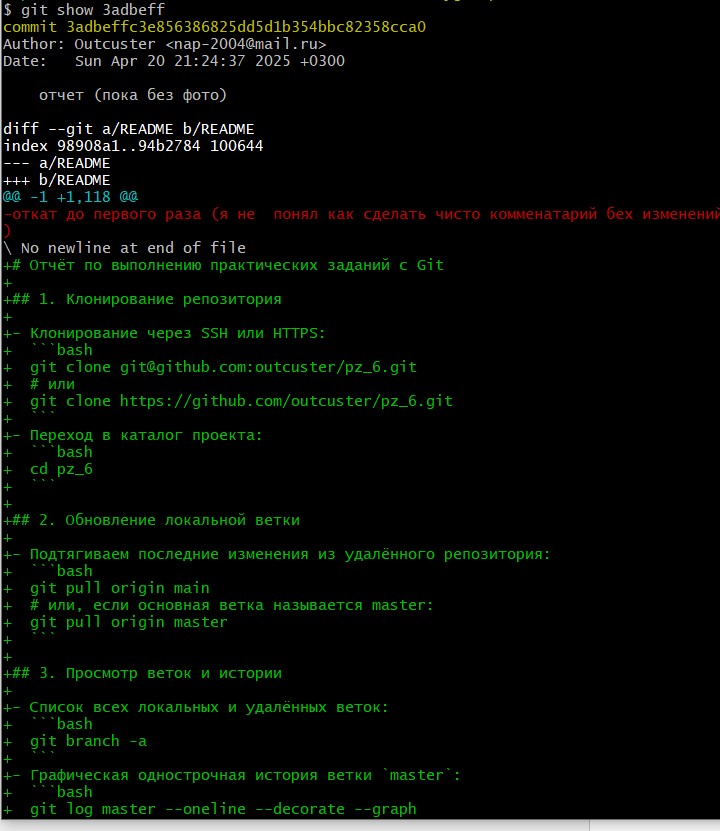 $ git show 3adbeff
commit 3adbeffc3e856386825dd5d1b354bbc82358cca0
Author: Outcuster <nap-2004@mail.ru>
Date:   Sun Apr 20 21:24:37 2025 +0300
    отчет (пока без фото)
diff --git a/README b/README
index 98908a1..94b2784 100644
--- a/README
+++ b/README
@@ -1 +1,118 @@
-откат до первого раза (я не  понял как сделать чисто комменатарий бех изменений
)
\ No newline at end of file
+# Отчёт по выполнению практических заданий с Git
+
+## 1. Клонирование репозитория
+
+- Клонирование через SSH или HTTPS:
+  ```bash
+  git clone git@github.com:outcuster/pz_6.git
+  # или
+  git clone https://github.com/outcuster/pz_6.git
+  ```
+- Переход в каталог проекта:
+  ```bash
+  cd pz_6
+  ```
+
+## 2. Обновление локальной ветки
+
+- Подтягиваем последние изменения из удалённого репозитория:
+  ```bash
+  git pull origin main
+  # или, если основная ветка называется master:
+  git pull origin master
+  ```
+
+## 3. Просмотр веток и истории
+
+- Список всех локальных и удалённых веток:
+  ```bash
+  git branch -a
+  ```
+- Графическая однострочная история ветки `master`:
+  ```bash
+  git log master --oneline --decorate --graph